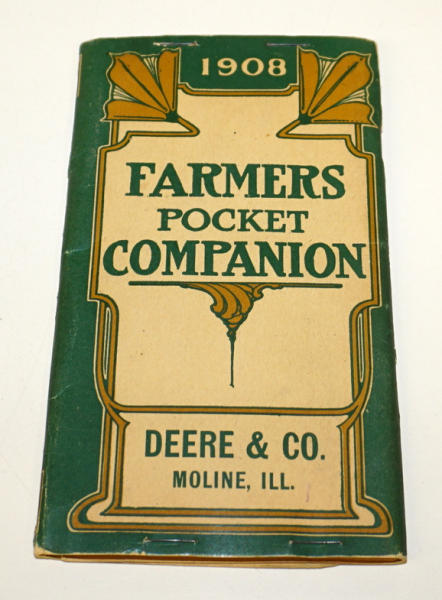 1908
FARMERS
POCKET
COMPANION
DEERE & CO.
MOLINE, ILL.